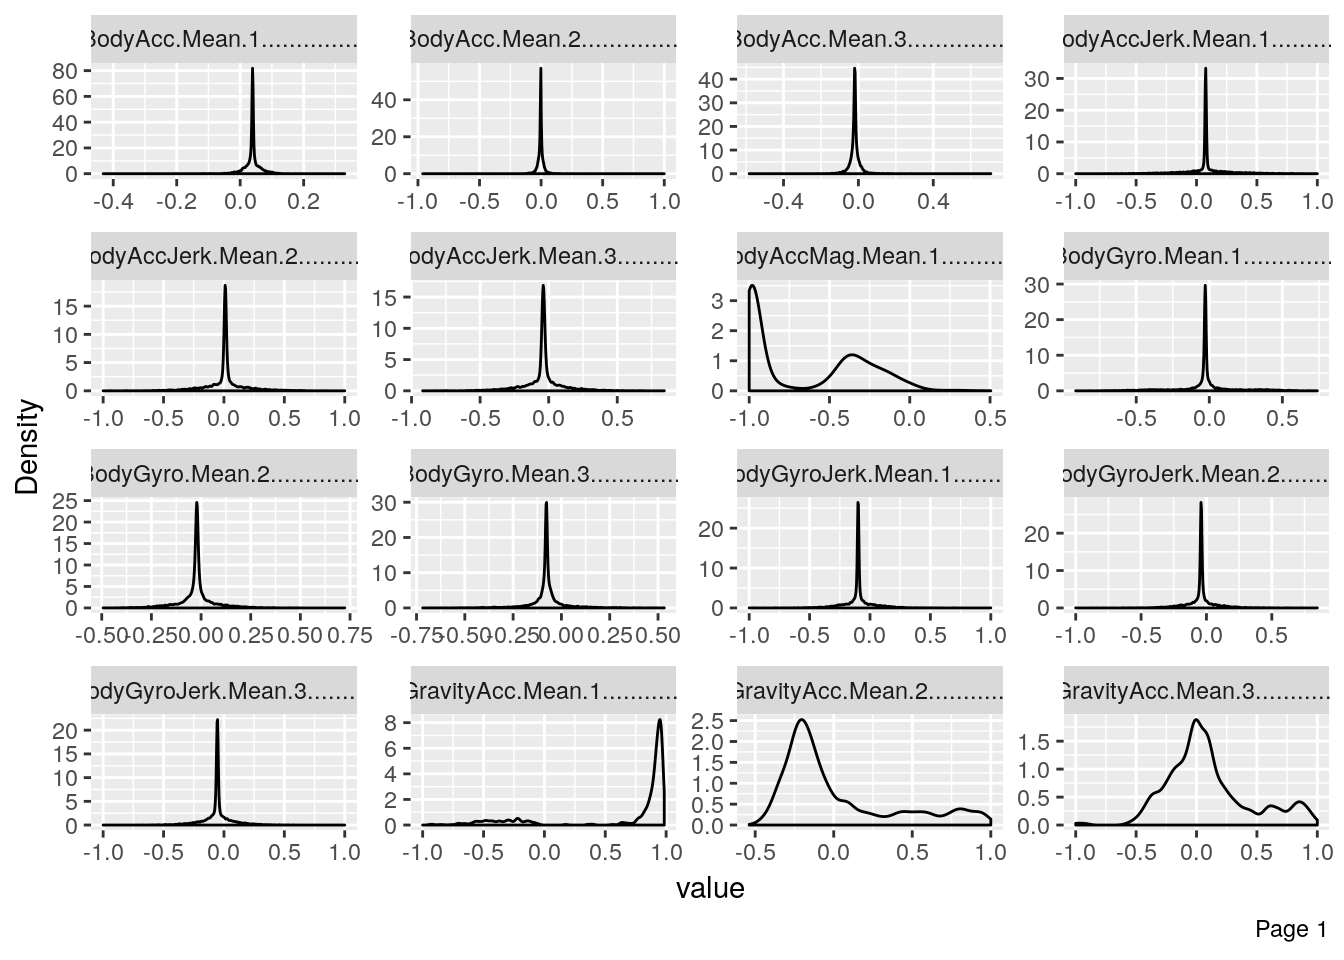 BodyAcc.Mean.1.............. BodyAcc.Mean.2.............. BodyAcc.Mean.3.............. odyAccJerk.Mean.1.........
80 60 40 20 0
40 20 0
40 30 20 10 0
30 20 10 0
-0.4 -0.2 0.0 0.2
-1.0 -0.5 0.0 0.5 1.0
-0.4 0.0 0.4
-1.0 -0.5 0.0 0.5 1.0
odyAccJerk.Mean.2......... odyAccJerk.Mean.3......... odyAccMag.Mean.1......... BodyGyro.Mean.1.............
15 10 5 0
15 10 5 0
3 2 1 0
30 20 10 0
-1.0 -0.5 0.0 0.5 1.0
-1.0 -0.5 0.0 0.5
-1.0 -0.5 0.0 0.5
-0.5 0.0 0.5
Density
BodyGyro.Mean.2............. BodyGyro.Mean.3............. odyGyroJerk.Mean.1....... odyGyroJerk.Mean.2.......
25 20 15 10 5 0
30 20 10 0
20 10 0
20 10 0
-0.50 -0.25 0.00 0.25 0.50 0.75
-0.75 -0.50 -0.25 0.00 0.25 0.50
-1.0 -0.5 0.0 0.5 1.0
-1.0 -0.5 0.0 0.5
odyGyroJerk.Mean.3....... GravityAcc.Mean.1........... GravityAcc.Mean.2........... GravityAcc.Mean.3...........
20 15 10 5 0
8 6 4 2 0
2.5 2.0 1.5 1.0 0.5 0.0
1.5 1.0 0.5 0.0
-1.0 -0.5 0.0 0.5 1.0
-1.0 -0.5 0.0 0.5 1.0
-0.5 0.0 0.5 1.0
-1.0 -0.5 0.0 0.5 1.0
value
Page 1